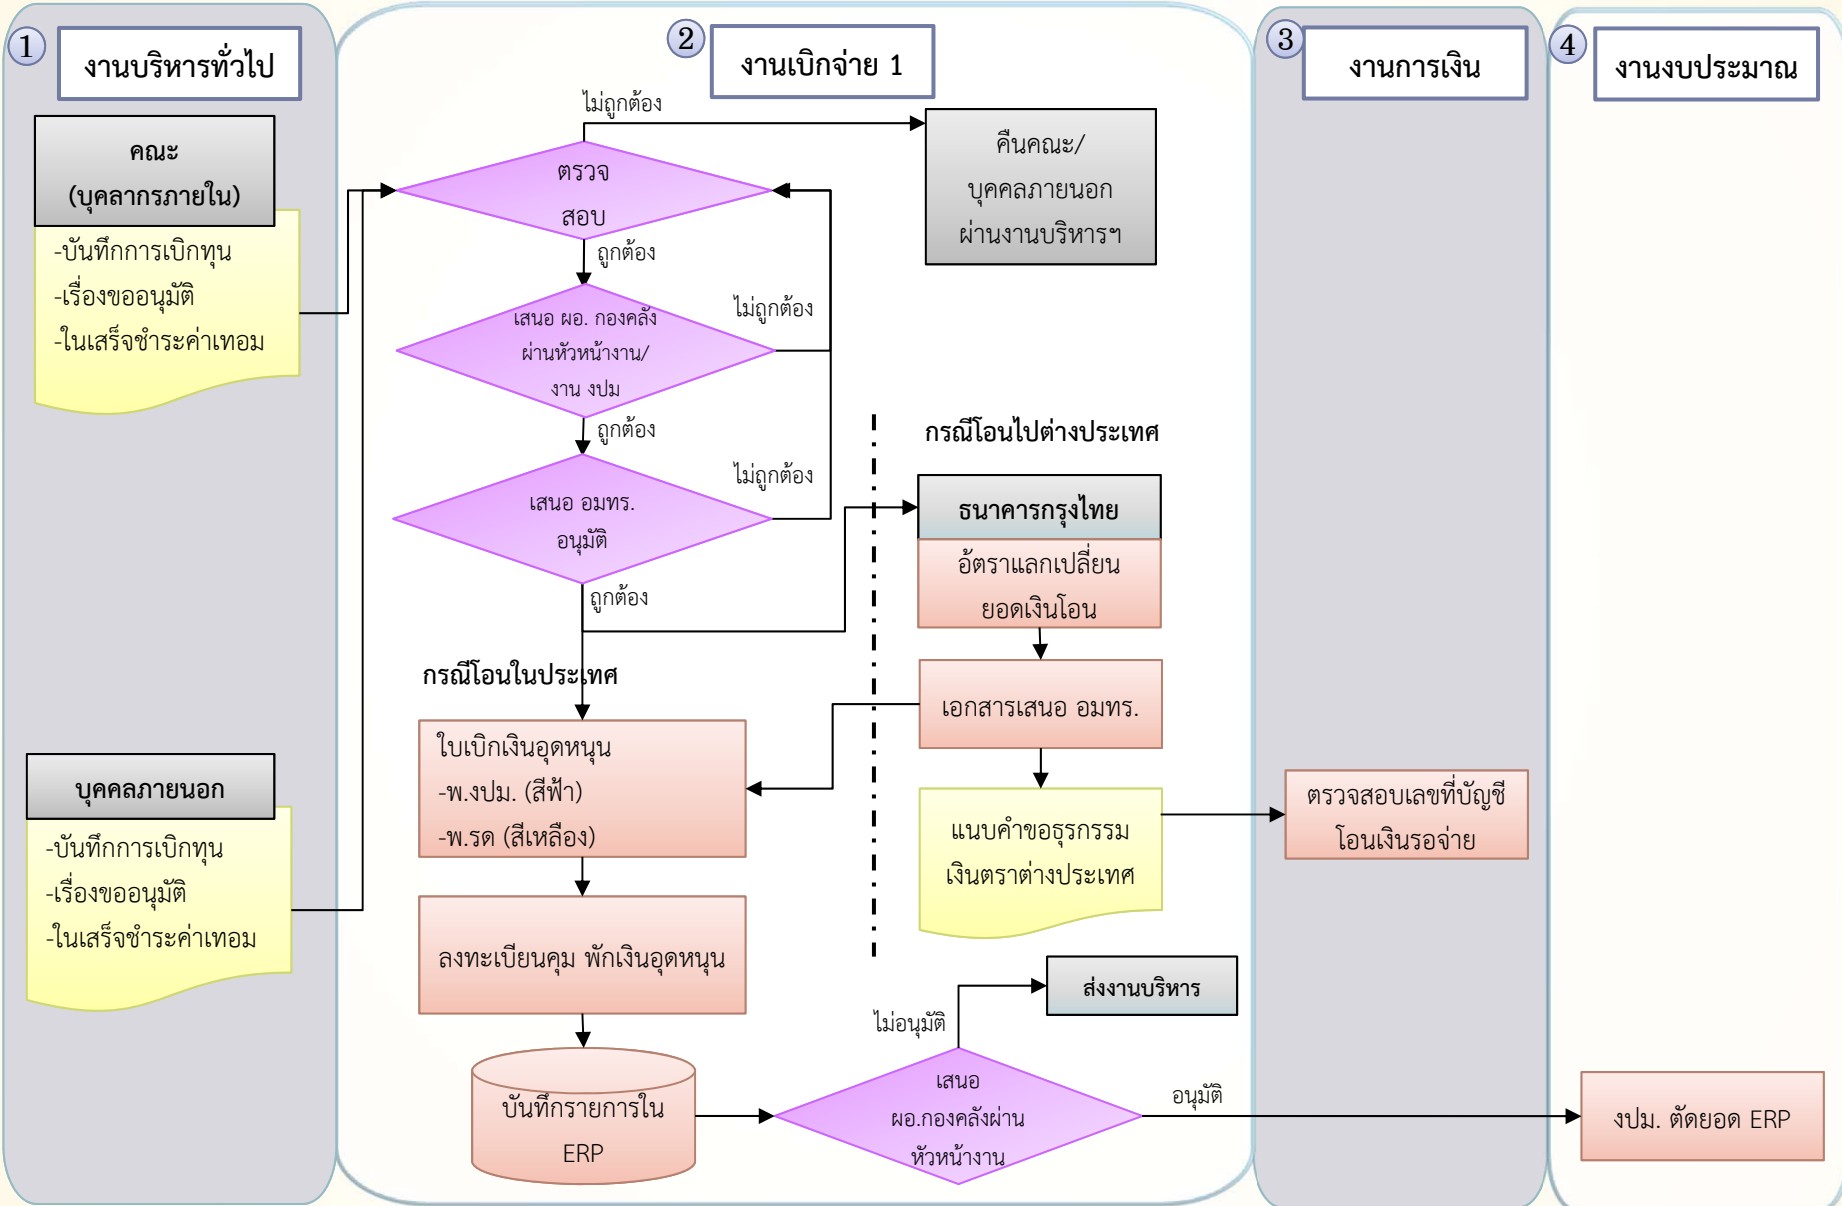 1
งานบริหารทั่วไป
2
งานเบิกจ่าย 1
3
งานการเงิน
4
งานงบประมาณ
คณะ
(บุคลากรภายใน)
-บันทึกการเบิกทุน
-เรื่องขออนุมัติ
-ในเสร็จชำระค่าเทอม
บุคคลภายนอก
-บันทึกการเบิกทุน
-เรื่องขออนุมัติ
-ในเสร็จชำระค่าเทอม
ไม่ถูกต้อง
ตรวจ
สอบ
คืนคณะ/
บุคคลภายนอก
ผ่านงานบริหารฯ
ถูกต้อง
เสนอ ผอ. กองคลัง
ผ่านหัวหน้างาน/
งาน งปม
ไม่ถูกต้อง
ถูกต้อง
เสนอ อมทร.
อนุมัติ
ไม่ถูกต้อง
ถูกต้อง
กรณีโอนไปต่างประเทศ
ธนาคารกรุงไทย
อ้ตราแลกเปลี่ยน
ยอดเงินโอน
เอกสารเสนอ อมทร.
แนบคำขอธุรกรรม
เงินตราต่างประเทศ
กรณีโอนในประเทศ
ใบเบิกเงินอุดหนุน
-พ.งปม. (สีฟ้า)
-พ.รด (สีเหลือง)
ลงทะเบียนคุม พักเงินอุดหนุน
บันทึกรายการใน
ERP
เสนอ
ผอ.กองคลังผ่าน
หัวหน้างาน
ไม่อนุมัติ
ส่งงานบริหาร
อนุมัติ
ตรวจสอบเลขที่บัญชี
โอนเงินรอจ่าย
งปม. ตัดยอด ERP